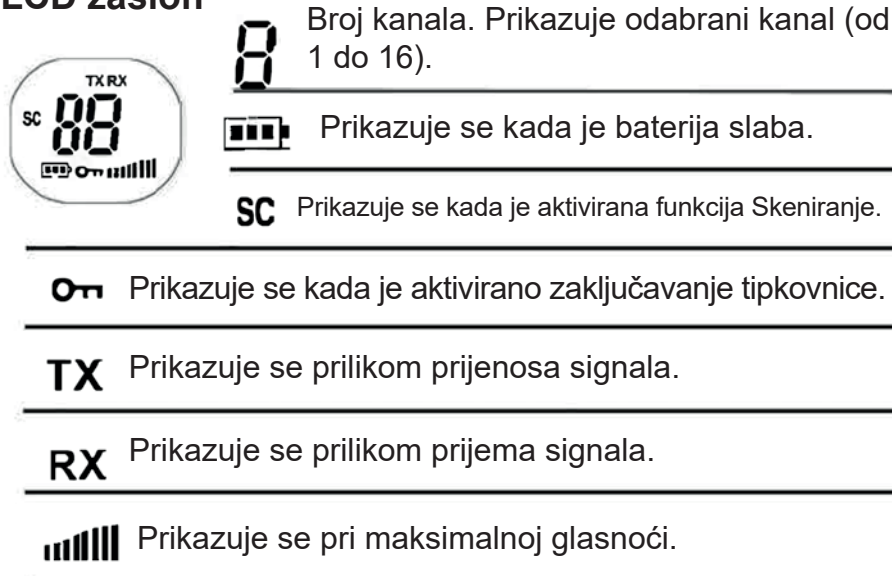 LCD zaslon
Broj kanala. Prikazuje odabrani kanal (od
1 do 16).
TX RX
SC 88
8
Prikazuje se kada je baterija slaba.
SC Prikazuje se kada je aktivirana funkcija Skeniranje.
Prikazuje se kada je aktivirano zaključavanje tipkovnice.
TX Prikazuje se prilikom prijenosa signala.
RX Prikazuje se prilikom prijema signala.
Prikazuje se pri maksimalnoj glasnoći.